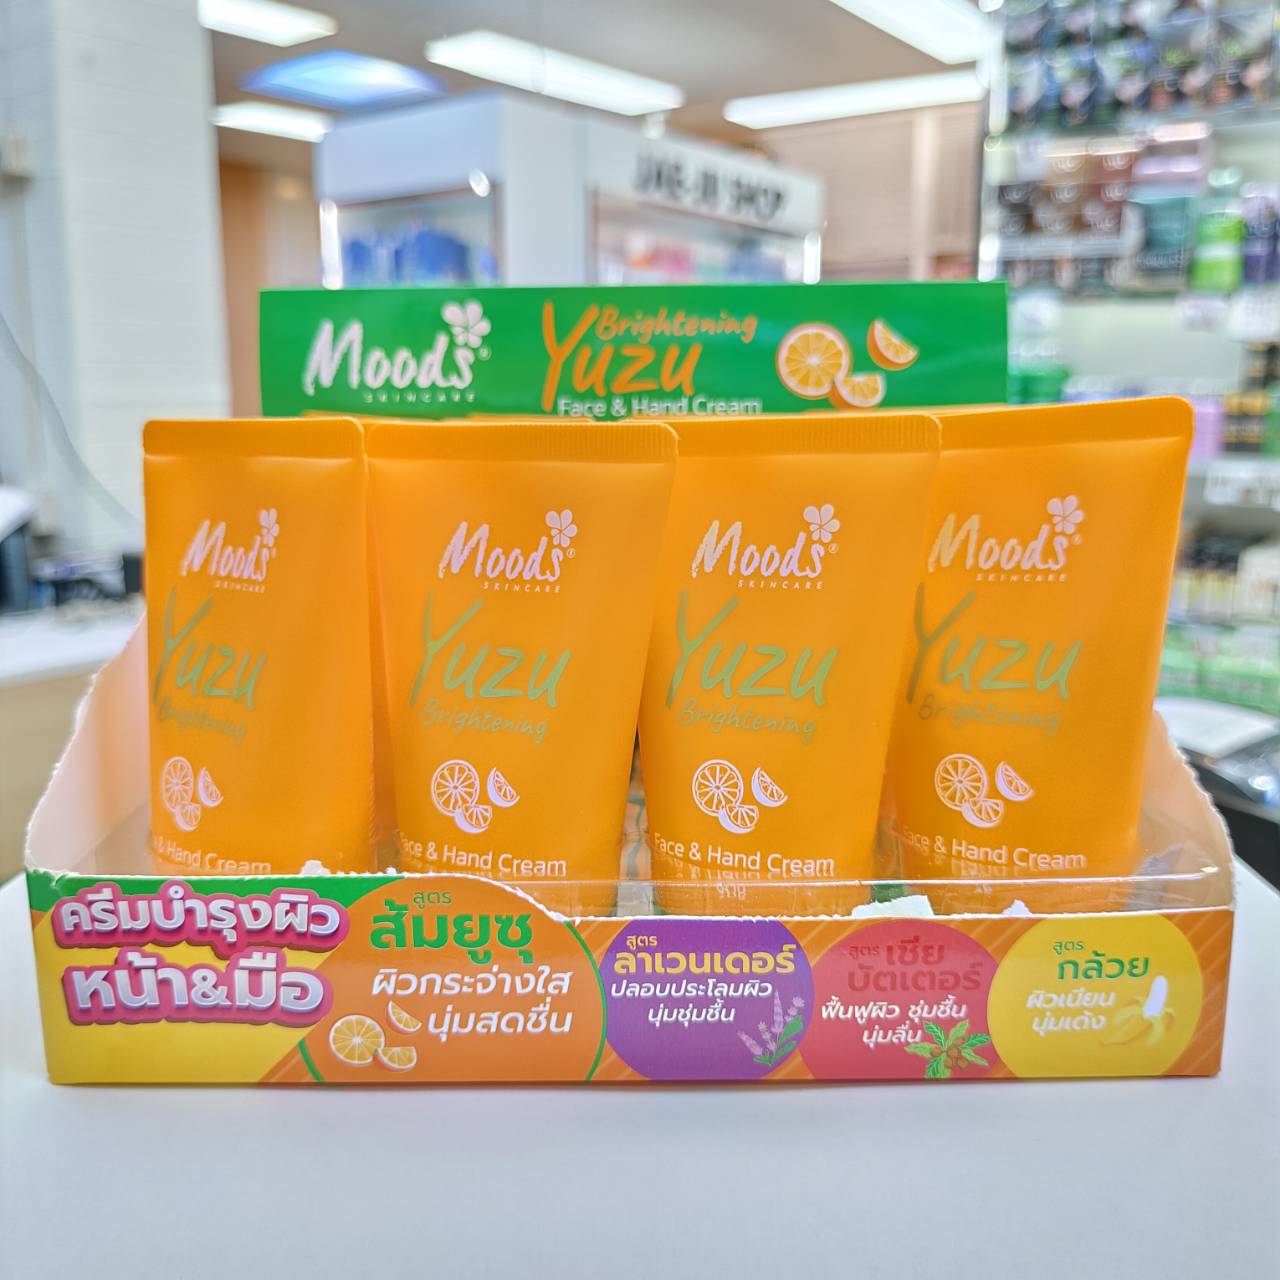 JAE-JI SHOP
Moods®
SKINCARE
Brightening
Yuzu
Face & Hand Cream
Moods
SKINCARE
Yuzu
Brightening
& Hand Cream
Moods®
SKINCARE
Yuzu
Brightening
Face & Hand Cream
Moods®
SKINCARE
Yuzu
Brightening
Face & Hand Cream
Moods®
SKINCARE
Yuzu
Brightening
Face & Hand Cream
ครีมบำรุงผิว
หน้า&มือ
สูตร
ส้มยูซุ
ผิวกระจ่างใส
นุ่มสดชื่น
สูตร
ลาเวนเดอร์
ปลอบประโลมผิว
นุ่มชุ่มชื้น
สูตร เชีย
บัตเตอร์
ฟื้นฟูผิว ชุ่มชื้น
นุ่มลื่น
สูตร
กล้วย
ผิวเนียน
นุ่มเด้ง